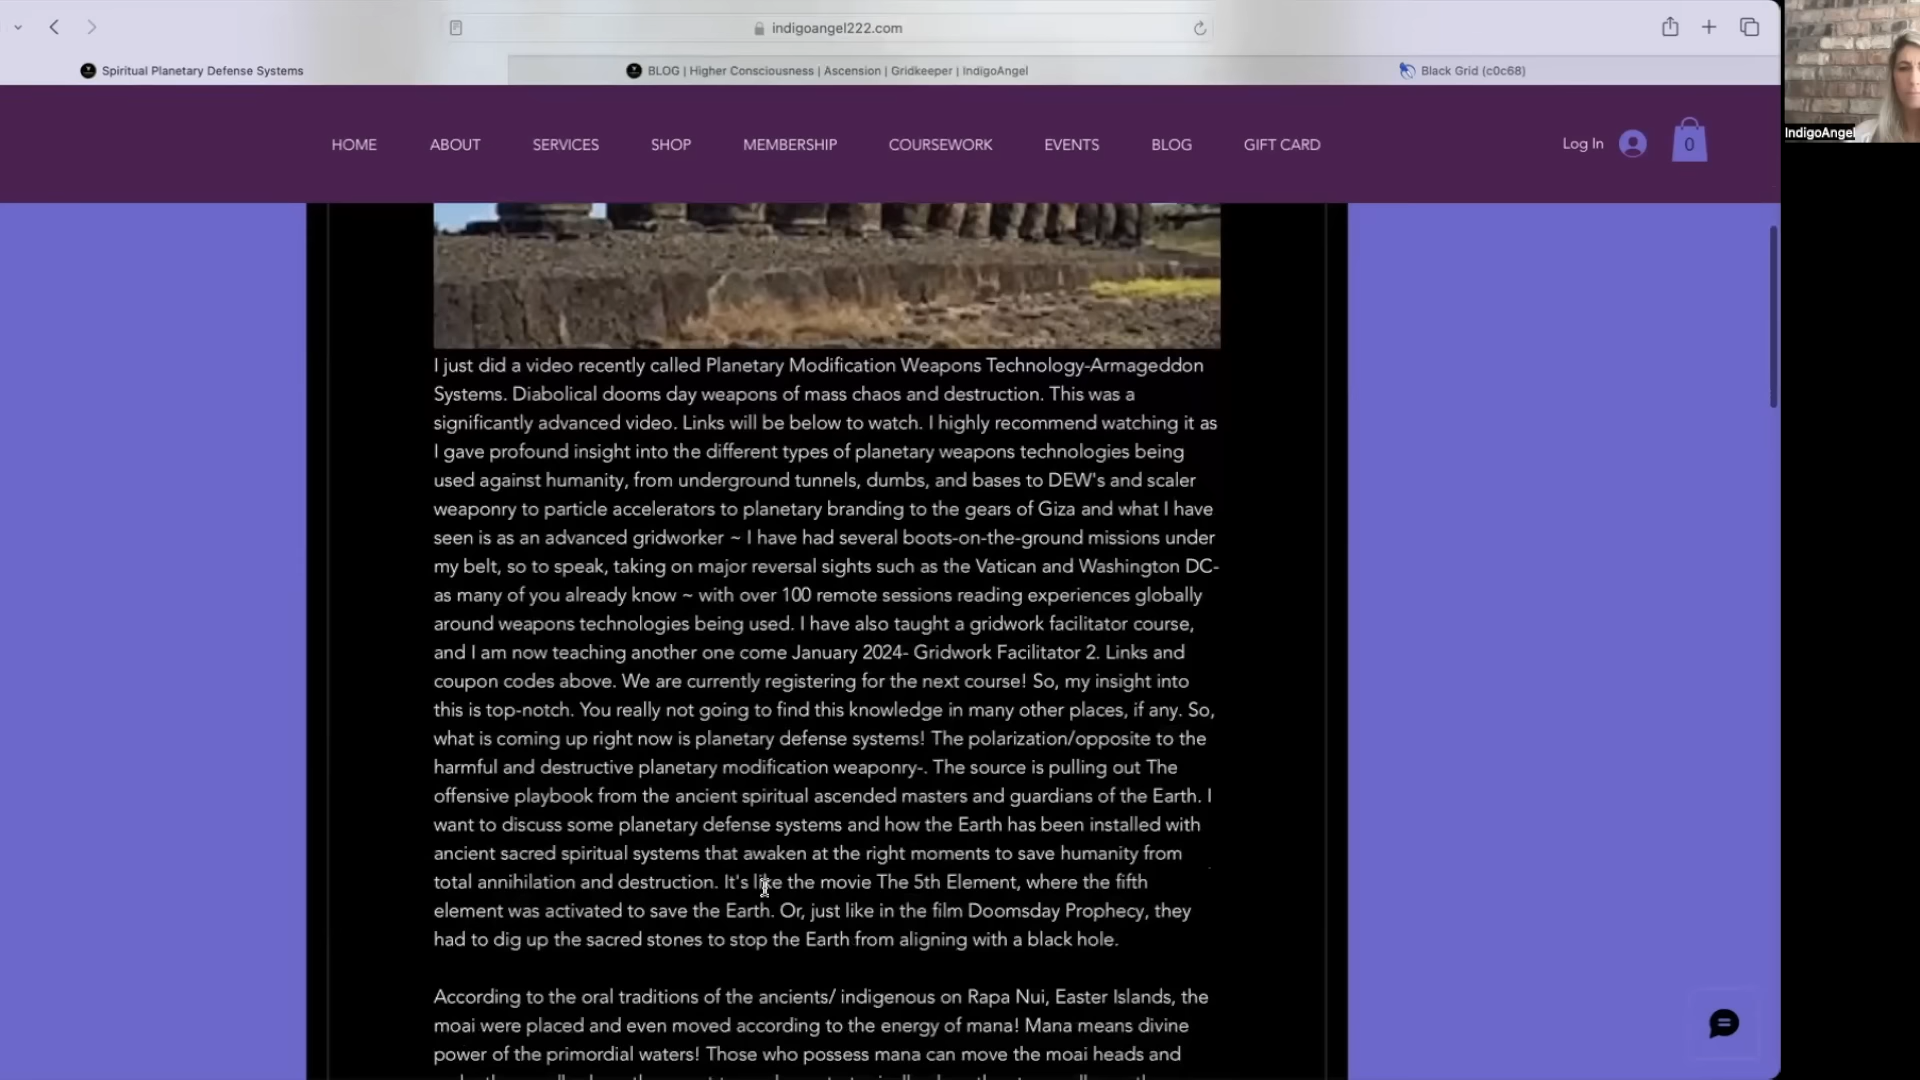 indigoangel222.com
Spiritual Planetary Defense Systems
BLOG | Higher Consciousness | Ascension | Gridkeeper | IndigoAngel
Black Grid (c0c68)
IndigoAngel
HOME ABOUT SERVICES SHOP MEMBERSHIP COURSEWORK EVENTS BLOG GIFT CARD Log In 0
I just did a video recently called Planetary Modification Weapons Technology-Armageddon
Systems. Diabolical dooms day weapons of mass chaos and destruction. This was a
significantly advanced video. Links will be below to watch. I highly recommend watching it as
I gave profound insight into the different types of planetary weapons technologies being
used against humanity, from underground tunnels, dumbs, and bases to DEW's and scaler
weaponry to particle accelerators to planetary branding to the gears of Giza and what I have
seen is as an advanced gridworker ~ I have had several boots-on-the-ground missions under
my belt, so to speak, taking on major reversal sights such as the Vatican and Washington DC-
as many of you already know ~ with over 100 remote sessions reading experiences globally
around weapons technologies being used. I have also taught a gridwork facilitator course,
and I am now teaching another one come January 2024- Gridwork Facilitator 2. Links and
coupon codes above. We are currently registering for the next course! So, my insight into
this is top-notch. You really not going to find this knowledge in many other places, if any. So,
what is coming up right now is planetary defense systems! The polarization/opposite to the
harmful and destructive planetary modification weaponry-. The source is pulling out The
offensive playbook from the ancient spiritual ascended masters and guardians of the Earth. I
want to discuss some planetary defense systems and how the Earth has been installed with
ancient sacred spiritual systems that awaken at the right moments to save humanity from
total annihilation and destruction. It's like the movie The 5th Element, where the fifth
element was activated to save the Earth. Or, just like in the film Doomsday Prophecy, they
had to dig up the sacred stones to stop the Earth from aligning with a black hole.
According to the oral traditions of the ancients/ indigenous on Rapa Nui, Easter Islands, the
moai were placed and even moved according to the energy of mana! Mana means divine
power of the primordial waters! Those who possess mana can move the moai heads and